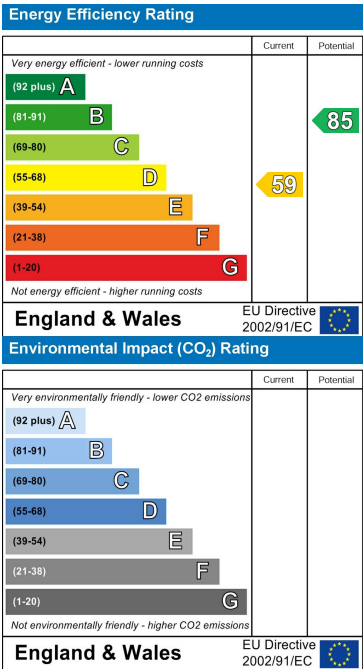 Energy Efficiency Rating
Current Potential
Very energy efficient - lower running costs
(92 plus) A
(81-91) B
85
(69-80) C
(55-68) D
59
(39-54) E
(21-38) F
(1-20) G
Not energy efficient - higher running costs
England & Wales
EU Directive
2002/91/EC
Environmental Impact (CO₂) Rating
Current Potential
Very environmentally friendly - lower CO2 emissions
(92 plus) A
(81-91) B
(69-80) C
(55-68) D
(39-54) E
(21-38) F
(1-20) G
Not environmentally friendly - higher CO2 emissions
England & Wales
EU Directive
2002/91/EC